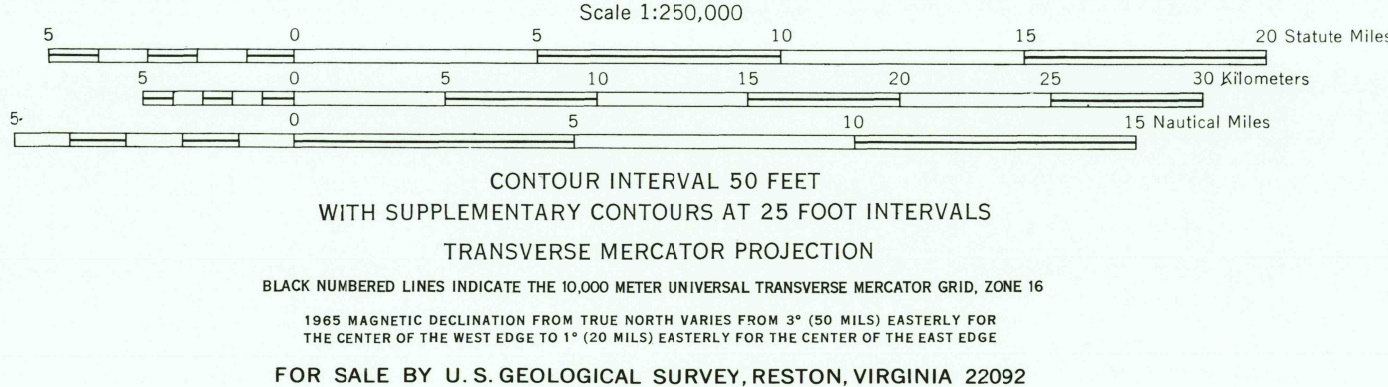 Scale 1:250,000
5 0 5 10 15 20 Statute Miles
5 0 5 10 15 20 25 30 Kilometers
5 0 5 10 15 Nautical Miles
CONTOUR INTERVAL 50 FEET
WITH SUPPLEMENTARY CONTOURS AT 25 FOOT INTERVALS
TRANSVERSE MERCATOR PROJECTION
BLACK NUMBERED LINES INDICATE THE 10,000 METER UNIVERSAL TRANSVERSE MERCATOR GRID, ZONE 16
1965 MAGNETIC DECLINATION FROM TRUE NORTH VARIES FROM 3° (50 MILS) EASTERLY FOR
THE CENTER OF THE WEST EDGE TO 1° (20 MILS) EASTERLY FOR THE CENTER OF THE EAST EDGE
FOR SALE BY U. S. GEOLOGICAL SURVEY, RESTON, VIRGINIA 22092